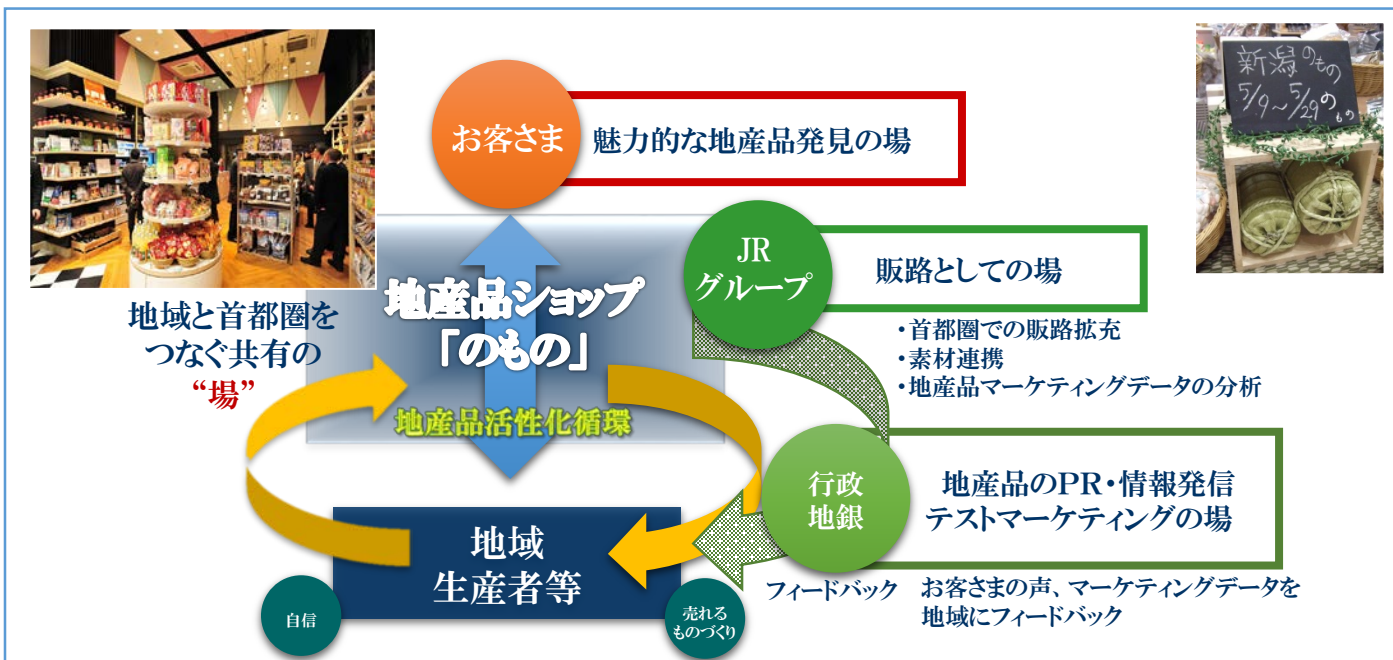 お客さま
魅力的な地産品発見の場
新潟のもの
5/9~5/29の
もの
JR
グループ
販路としての場
・首都圏での販路拡充
・素材連携
・地産品マーケティングデータの分析
地産品ショップ
「のもの」
地産品活性化循環
地域と首都圏を
つなぐ共有の
“場”
行政
地銀
地産品のPR・情報発信
テストマーケティングの場
地域
生産者等
自信
売れる
ものづくり
フィードバック
お客さまの声、マーケティングデータを
地域にフィードバック